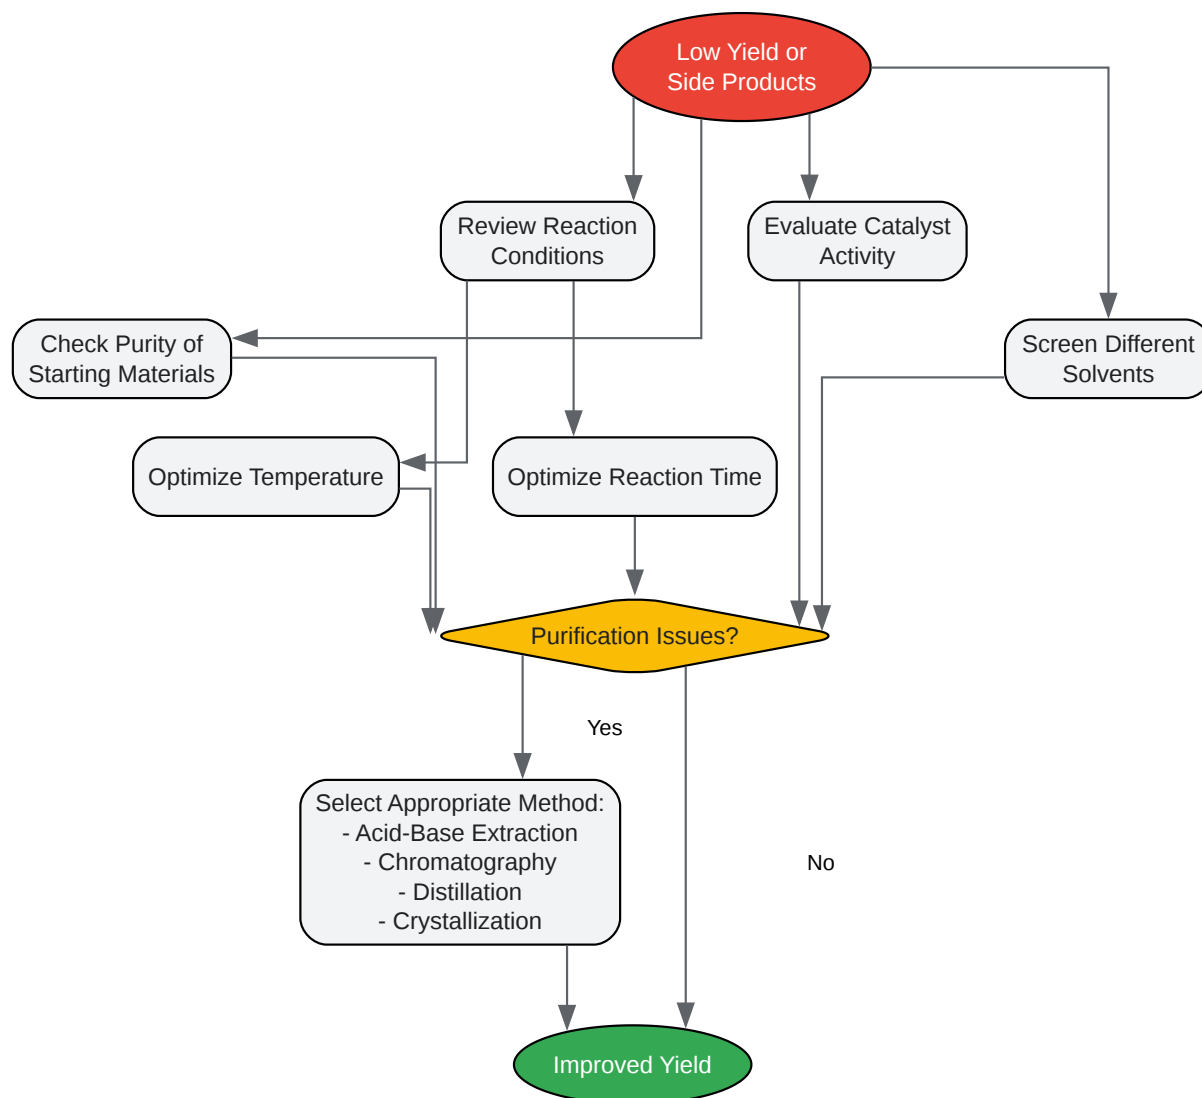 Low Yield or
Side Products
Review Reaction
Conditions
Evaluate Catalyst
Activity
Check Purity of
Starting Materials
Screen Different
Solvents
Optimize Temperature
Optimize Reaction Time
Purification Issues?
Yes
Select Appropriate Method:
- Acid-Base Extraction
- Chromatography
- Distillation
- Crystallization
No
Improved Yield